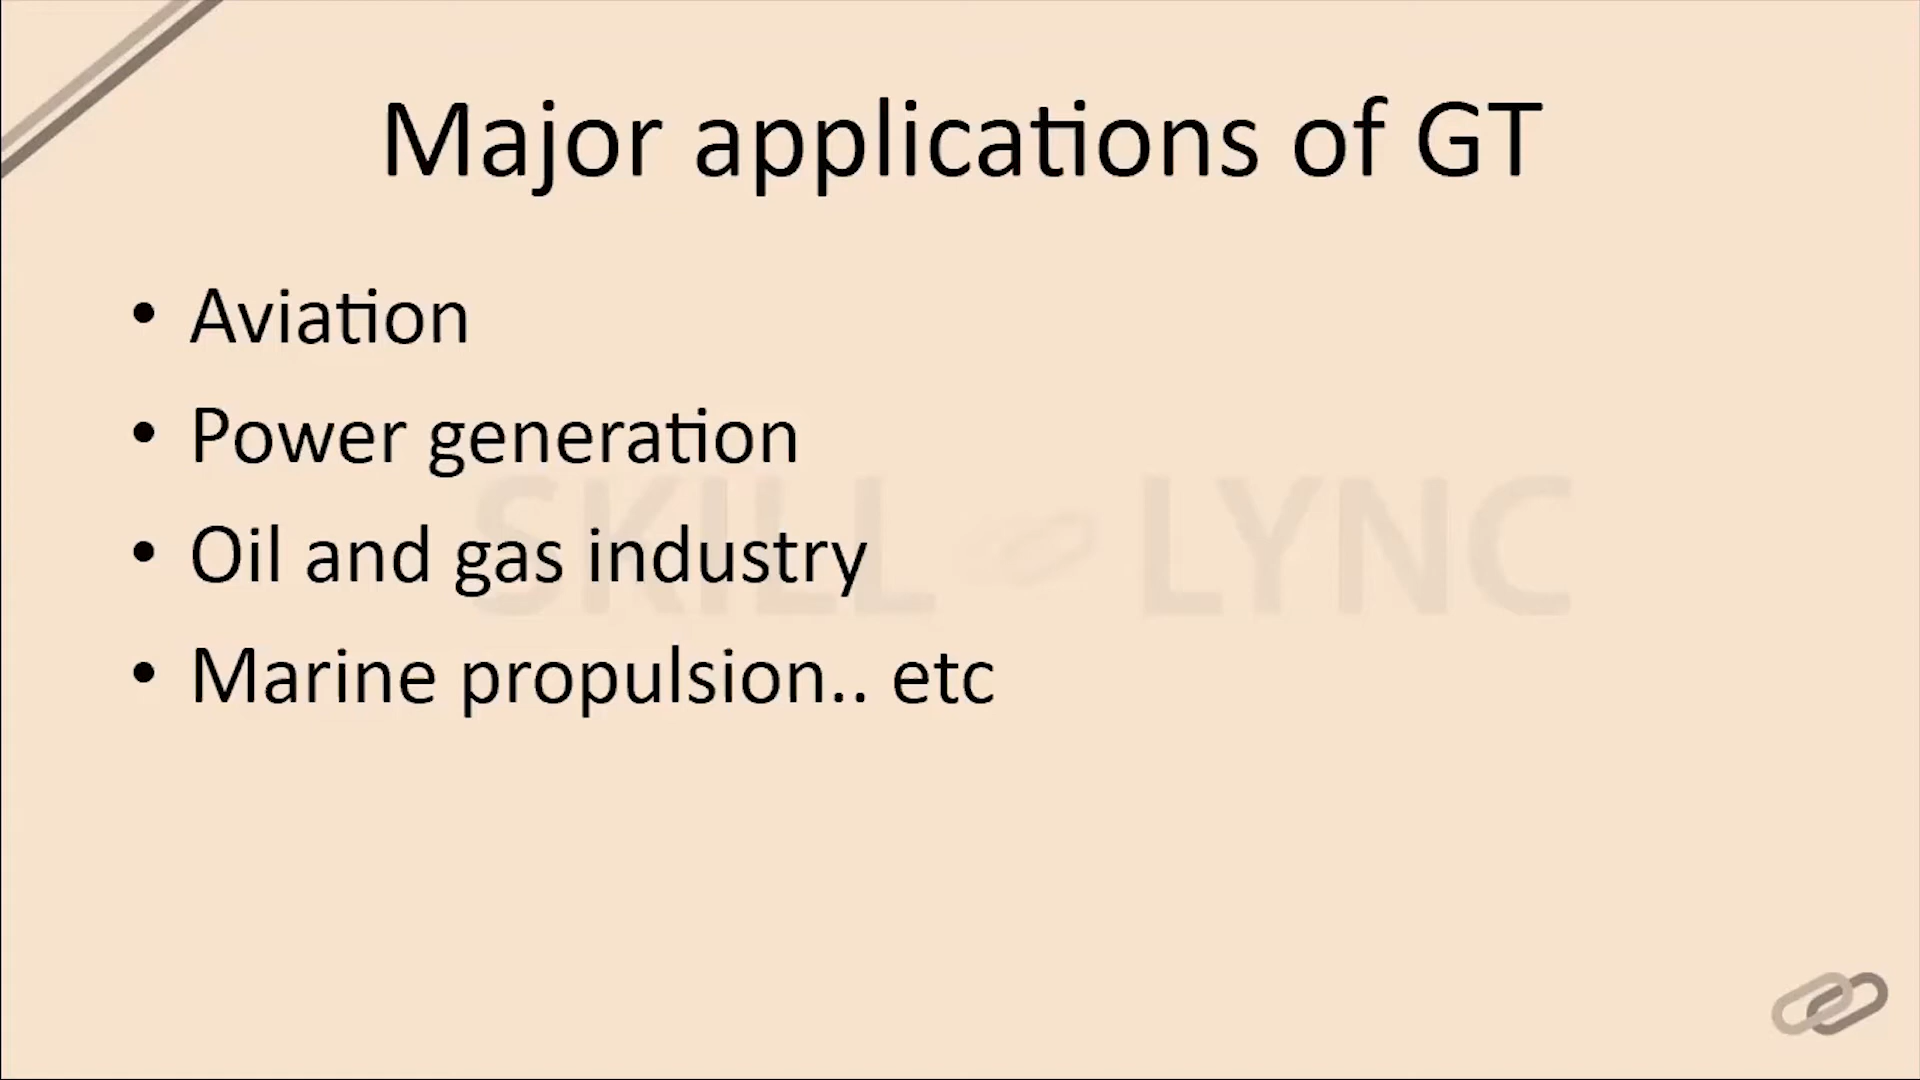 Major applications of GT
• Aviation
• Power generation
• Oil and gas industry
• Marine propulsion.. etc
SKILL LYNC